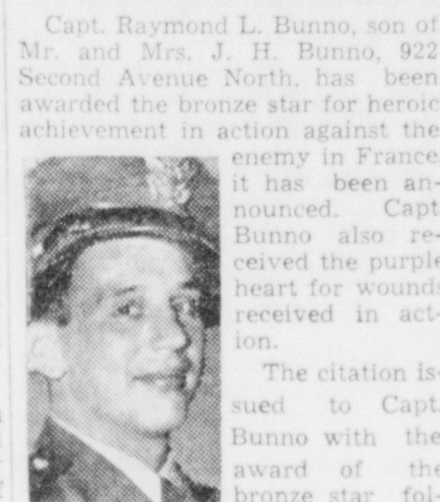 Capt. Raymond L. Bunno, son of
Mr. and Mrs. J. H. Bunno, 922
Second Avenue North, has been
awarded the bronze star for heroic
achievement in action against the
enemy in France,
it has been an-
nounced. Capt.
Bunno also re-
ceived the purple
heart for wounds
received in act-
ion.
The citation is-
sued to Capt.
Bunno with the
award of the
bronze star fol-